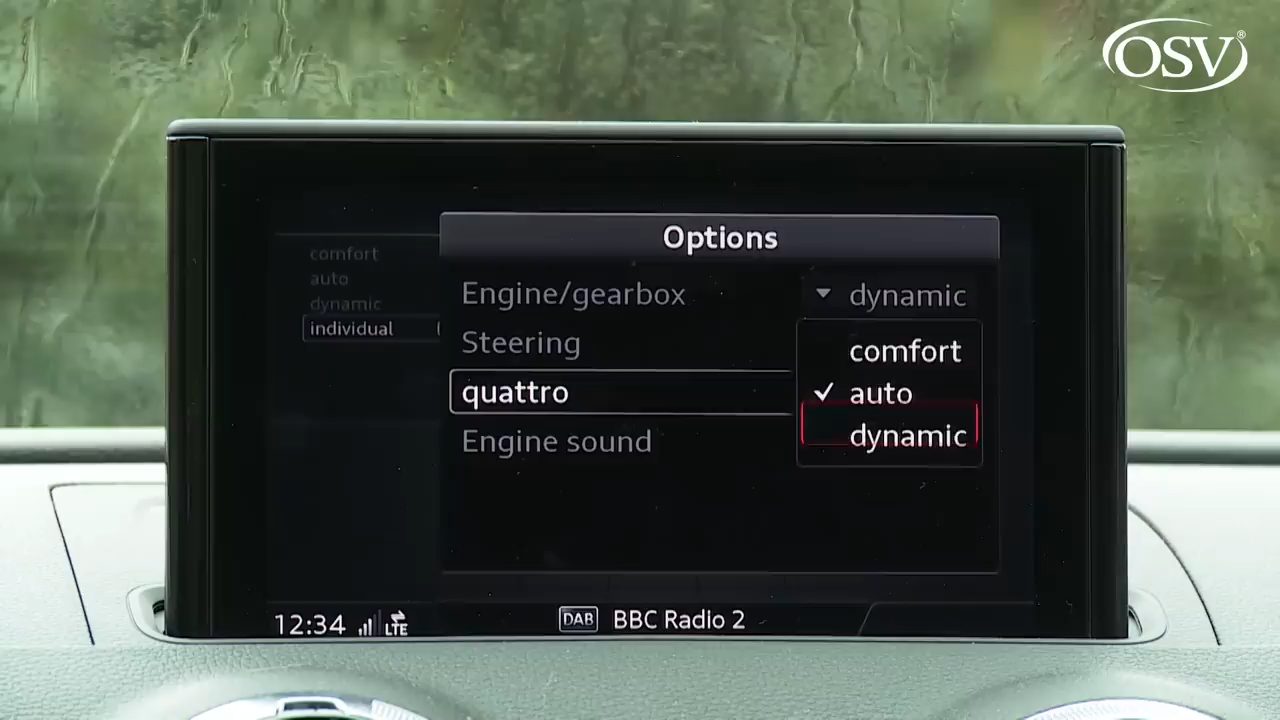 OSV®
Options
comfort
auto
dynamic
individual
Engine/gearbox
dynamic
Steering
comfort
quattro
auto
Engine sound
dynamic
12:34 LTE DAB BBC Radio 2